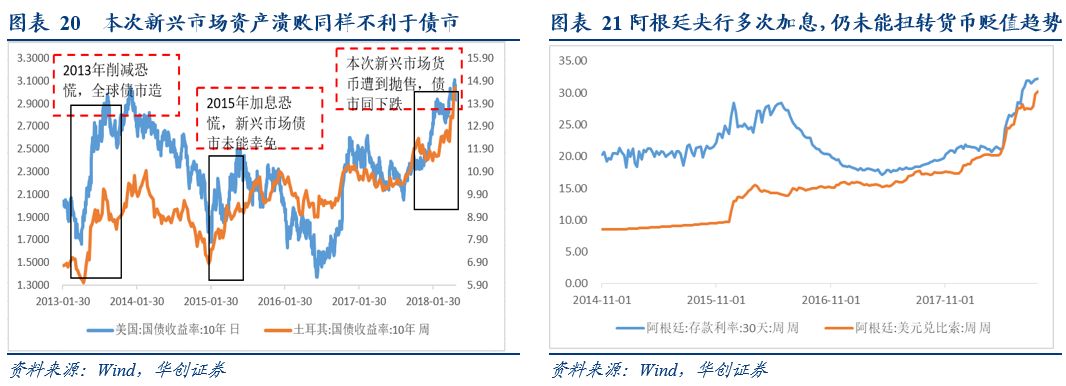 图表 20 本次新兴市场资产溃败同样不利于债市
3.3000
3.1000
2.9000
2.7000
2.5000
2.3000
2.1000
1.9000
1.7000
1.5000
1.3000
15.90
14.90
13.90
12.90
11.90
10.90
9.90
8.90
7.90
6.90
5.90
2013年削减恐
慌，全球债市遭
2015年加息恐
慌，新兴市场债
市未能幸免
本次新兴市场货
币遭到抛售，债
市同下跌
2013-01-30
2014-01-30
2015-01-30
2016-01-30
2017-01-30
2018-01-30
美国:国债收益率:10年 日
土耳其:国债收益率:10年 周
资料来源：Wind，华创证券
图表 21 阿根廷央行多次加息，仍未能扭转货币贬值趋势
35.00
30.00
25.00
20.00
15.00
10.00
5.00
0.00
2014-11-01
2015-11-01
2016-11-01
2017-11-01
阿根廷:存款利率:30天:周 周
阿根廷:美元兑比索:周 周
资料来源：Wind，华创证券